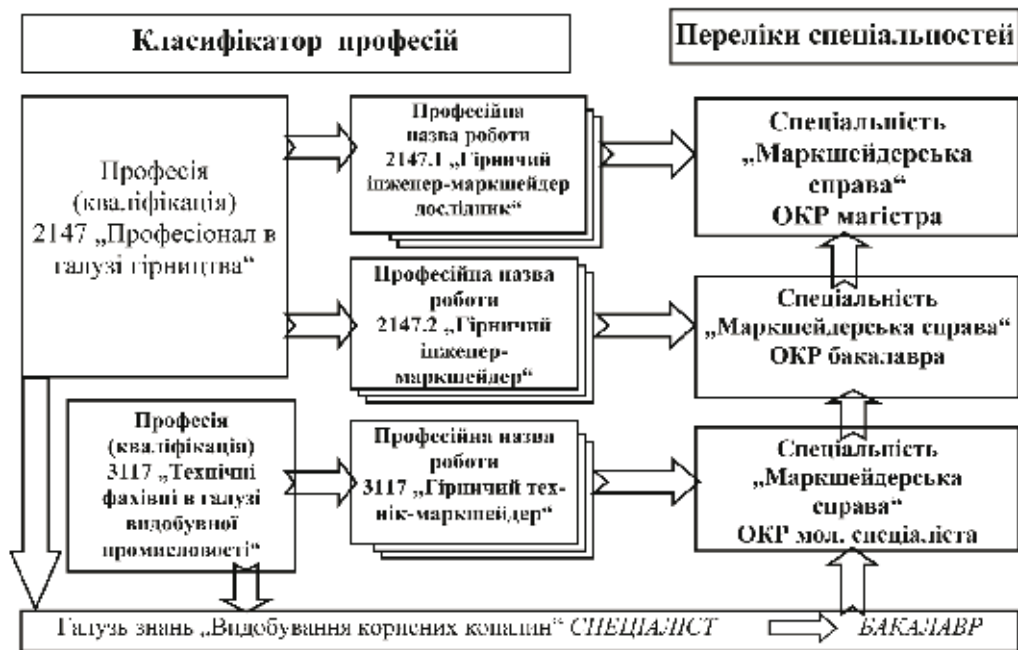 Класифікатор професій
Переліки спеціальностей
Професія
(кваліфікація)
2147 „Професіонал в
галузі гірництва“
Професійна
назва роботи
2147.1 „Гірничий
інженер-маркшейдер
дослідник“
Спеціальність
„Маркшейдерська
справа“
ОКР магістра
Професійна назва
роботи
2147.2 „Гірничий
інженер-
маркшейдер“
Спеціальність
„Маркшейдерська справа“
ОКР бакалавра
Професія
(кваліфікація)
3117 „Технічні
фахівці в галузі
видобувної
промисловості“
Професійна назва
роботи
3117 „Гірничий тех-
нік-маркшейдер“
Спеціальність
„Маркшейдерська
справа“
ОКР мол. спеціаліста
Галузь знань „Видобування корисних копалин“ СПЕЦІАЛІСТ БАКАЛАВР